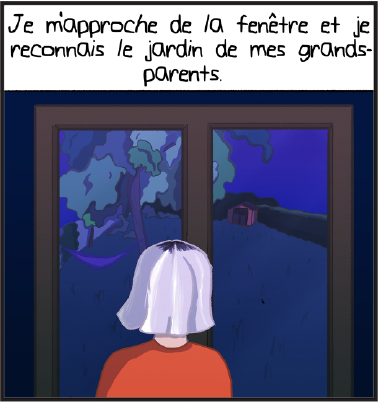 Je m'approche de la fenêtre et je
reconnais le jardin de mes grands-
parents.